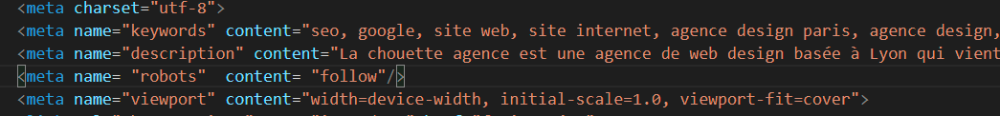 <meta charset="utf-8">
<meta name="keywords" content="seo, google, site web, site internet, agence design paris, agence design,
<meta name="description" content="La chouette agence est une agence de web design basée à Lyon qui vient
<meta name= "robots"  content= "follow"/>
<meta name="viewport" content="width=device-width, initial-scale=1.0, viewport-fit=cover">